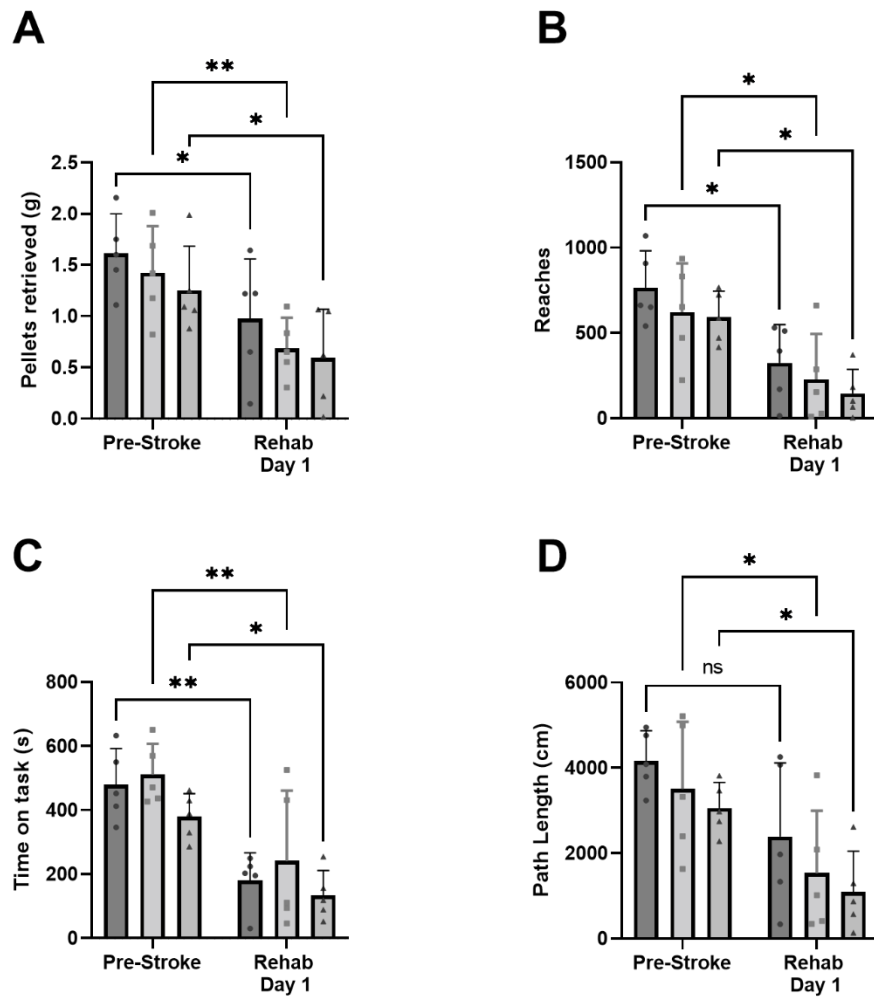 A
**
*
*
Pellets retrieved (g)
2.5
2.0
1.5
1.0
0.5
0.0
Pre-Stroke
Rehab
Day 1
B
*
*
*
Reaches
1500
1000
500
0
Pre-Stroke
Rehab
Day 1
C
**
*
**
Time on task (s)
800
600
400
200
0
Pre-Stroke
Rehab
Day 1
D
*
*
ns
Path Length (cm)
6000
4000
2000
0
Pre-Stroke
Rehab
Day 1